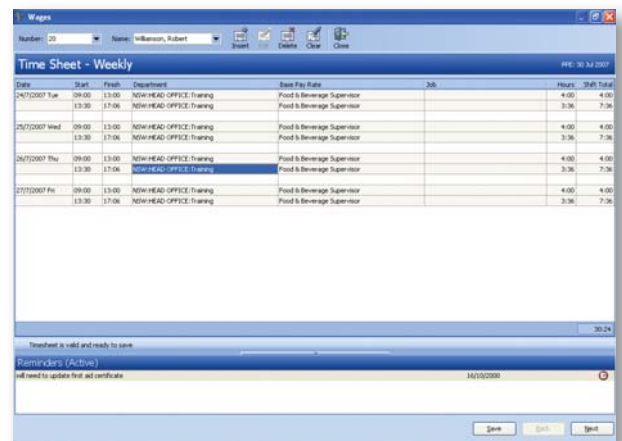 Wages
Number: 20 Name: Williamson, Robert Insert Edit Delete Clear Close
Time Sheet - Weekly PPE: 30 Jul 2007
Date Start Finish Department Base Pay Rate Job Hours Shift Total
24/7/2007 Tue 09:00 13:00 NSW:HEAD OFFICE:Training Food & Beverage Supervisor 4:00 4:00
13:30 17:06 NSW:HEAD OFFICE:Training Food & Beverage Supervisor 3:36 7:36
25/7/2007 Wed 09:00 13:00 NSW:HEAD OFFICE:Training Food & Beverage Supervisor 4:00 4:00
13:30 17:06 NSW:HEAD OFFICE:Training Food & Beverage Supervisor 3:36 7:36
26/7/2007 Thu 09:00 13:00 NSW:HEAD OFFICE:Training Food & Beverage Supervisor 4:00 4:00
13:30 17:06 NSW:HEAD OFFICE:Training Food & Beverage Supervisor 3:36 7:36
27/7/2007 Fri 09:00 13:00 NSW:HEAD OFFICE:Training Food & Beverage Supervisor 4:00 4:00
13:30 17:06 NSW:HEAD OFFICE:Training Food & Beverage Supervisor 3:36 7:36
30:24
Timesheet is valid and ready to save
Reminders (Active)
will need to update first aid certificate 16/10/2000
Save Back Next